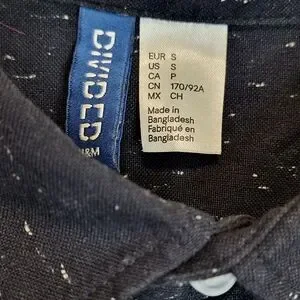 DIVIDED
H&M
EUR S
US S
CA P
CN 170/92A
MX CH
Made in
Bangladesh
Fabriqué en
Bangladesh